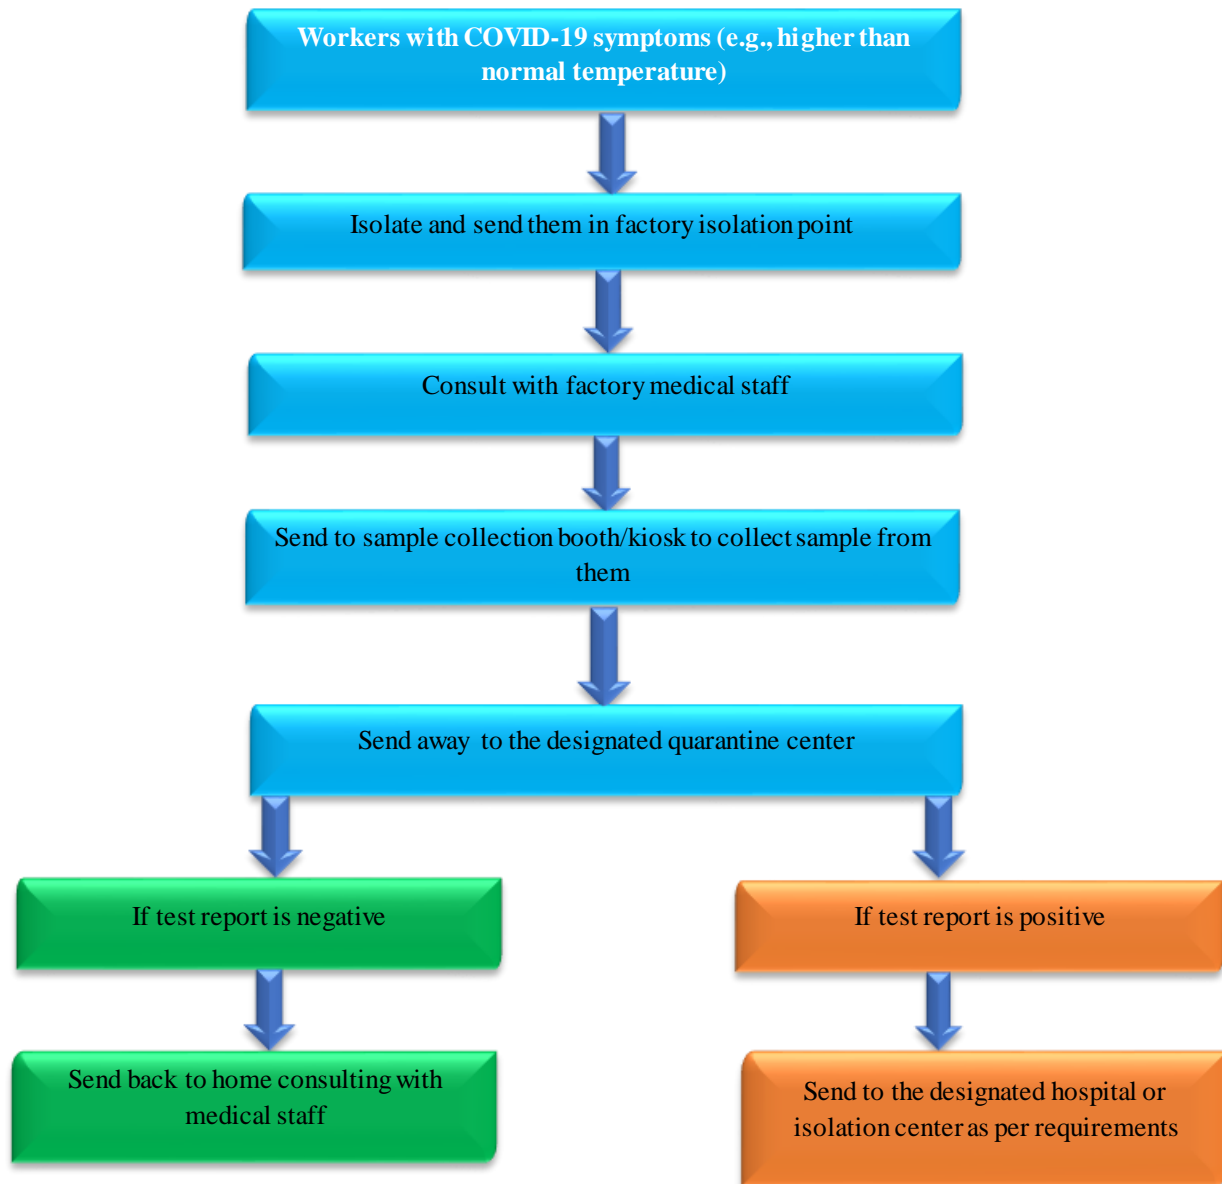 Workers with COVID-19 symptoms (e.g., higher than
normal temperature)
Isolate and send them in factory isolation point
Consult with factory medical staff
Send to sample collection booth/kiosk to collect sample from
them
Send away to the designated quarantine center
If test report is negative
If test report is positive
Send back to home consulting with
medical staff
Send to the designated hospital or
isolation center as per requirements